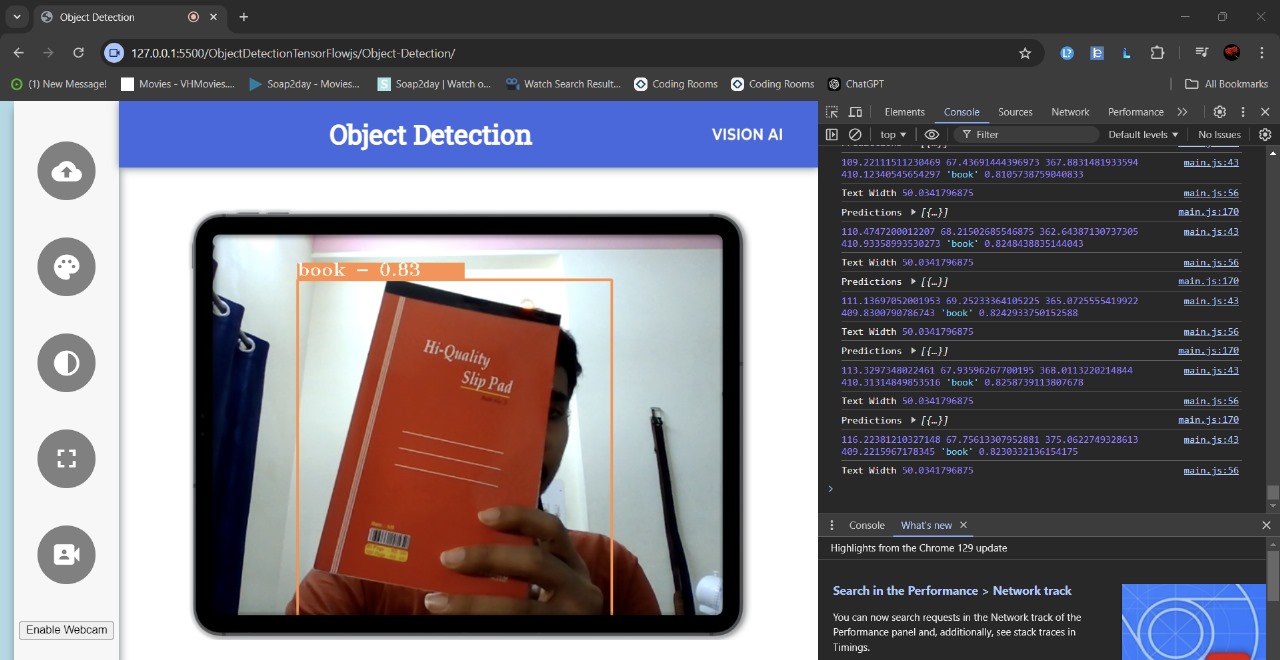 Object Detection
127.0.0.1:5500/ObjectDetectionTensorFlowjs/Object-Detection/
(1) New Message!
Movies - VHMovies....
Soap2day - Movies...
Soap2day | Watch o...
Watch Search Result...
Coding Rooms
Coding Rooms
ChatGPT
All Bookmarks
Object Detection
VISION AI
book - 0.83
Hi-Quality
Slip Pad
Enable Webcam
Elements
Console
Sources
Network
Performance
top
Filter
Default levels
No Issues
109.22111511230469 67.43691444396973 367.8831481933594 main.js:43
410.12340545654297 'book' 0.8105738759040833
Text Width 50.0341796875 main.js:56
Predictions ▶ [{…}] main.js:170
110.4747200012207 68.21502685546875 362.64387130737305 main.js:43
410.93358993530273 'book' 0.8248438835144043
Text Width 50.0341796875 main.js:56
Predictions ▶ [{…}] main.js:170
111.13697052001953 69.25233364105225 365.0725555419922 main.js:43
409.8300790786743 'book' 0.8242933750152588
Text Width 50.0341796875 main.js:56
Predictions ▶ [{…}] main.js:170
113.3297348022461 67.93596267700195 368.0113220214844 main.js:43
410.31314849853516 'book' 0.8258739113807678
Text Width 50.0341796875 main.js:56
Predictions ▶ [{…}] main.js:170
116.22381210327148 67.75613307952881 375.0622749328613 main.js:43
409.2215967178345 'book' 0.8230332136154175
Text Width 50.0341796875 main.js:56
Console
What's new
Highlights from the Chrome 129 update
Search in the Performance > Network track
You can now search requests in the Network track of the
Performance panel and, additionally, see stack traces in
Timings.